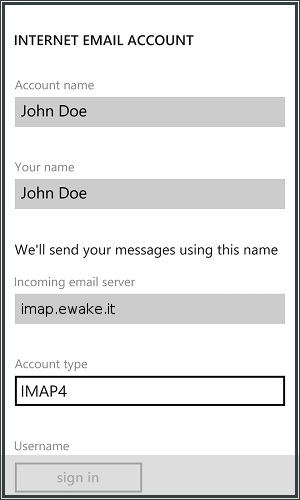 INTERNET EMAIL ACCOUNT
Account name
John Doe
Your name
John Doe
We'll send your messages using this name
Incoming email server
imap.ewake.it
Account type
IMAP4
Username
sign in